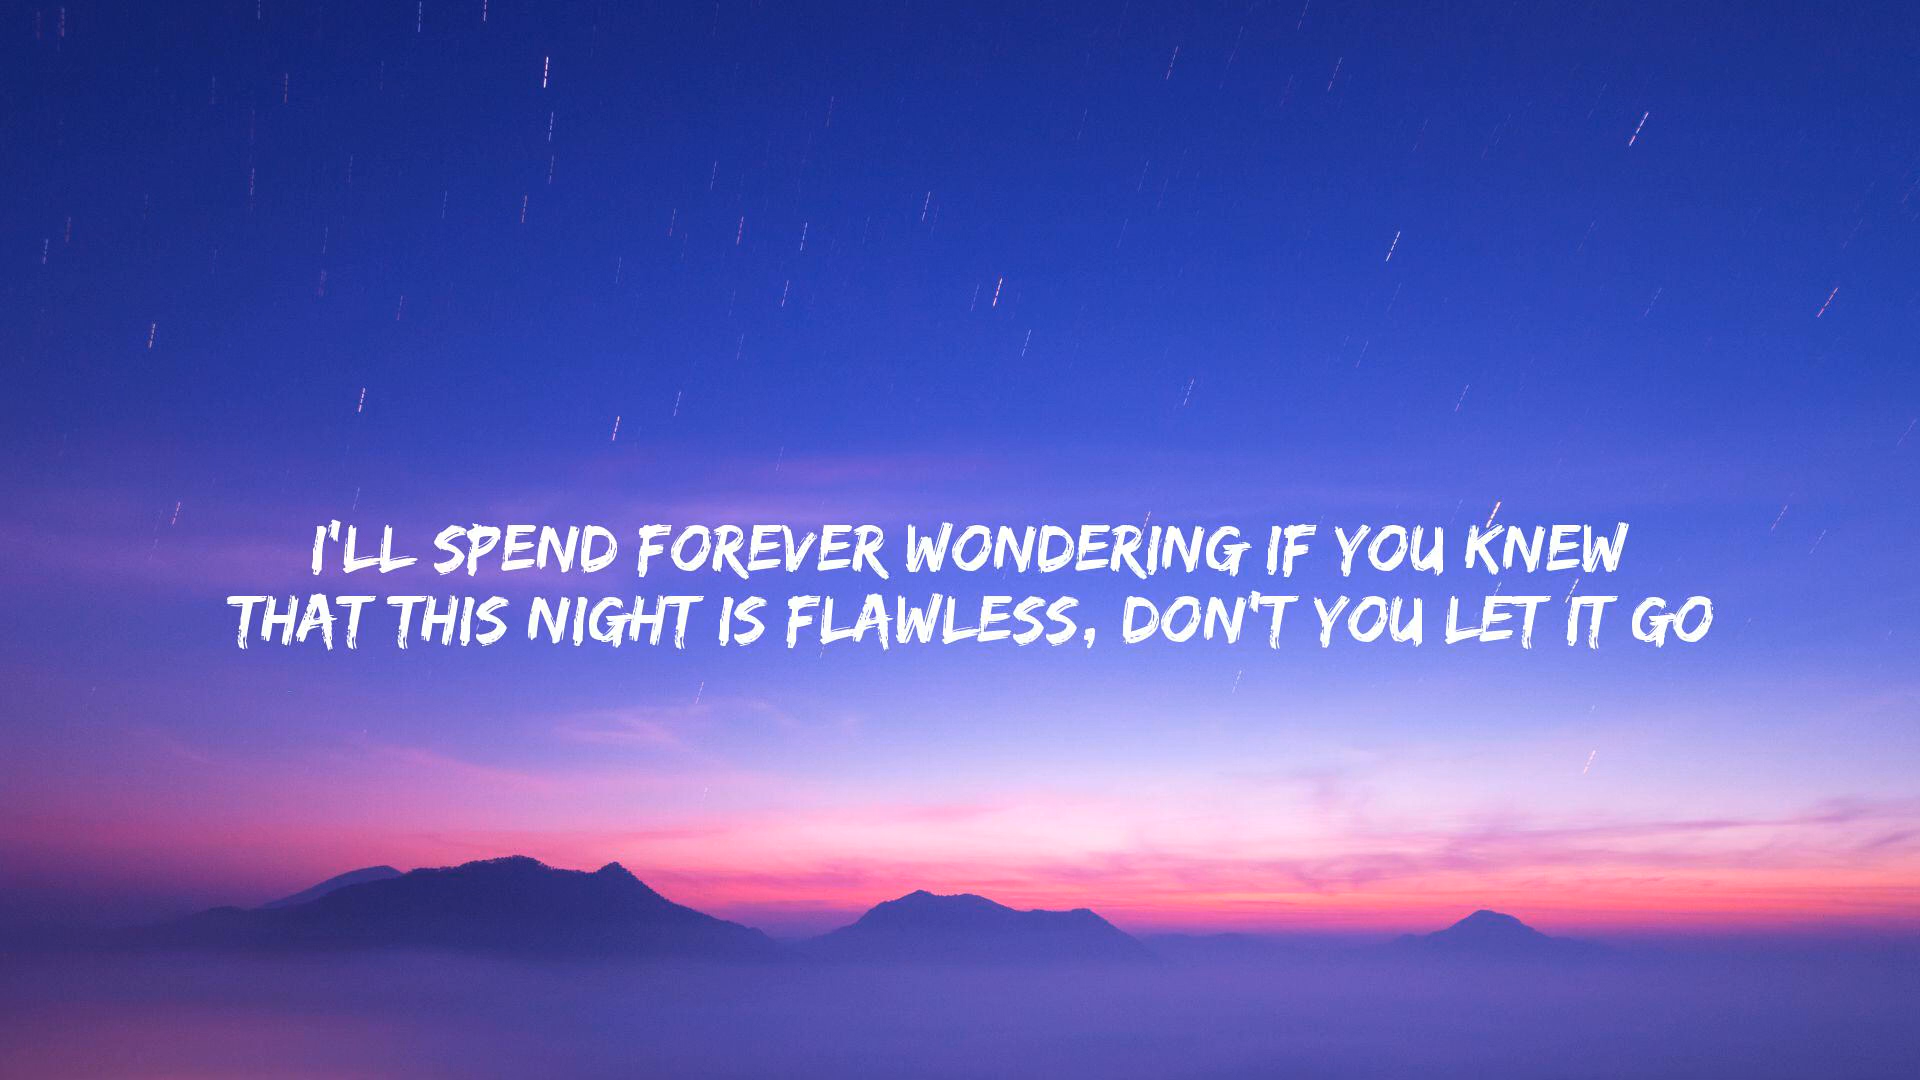 I'LL SPEND FOREVER WONDERING IF YOU KNEW
THAT THIS NIGHT IS FLAWLESS, DON'T YOU LET IT GO